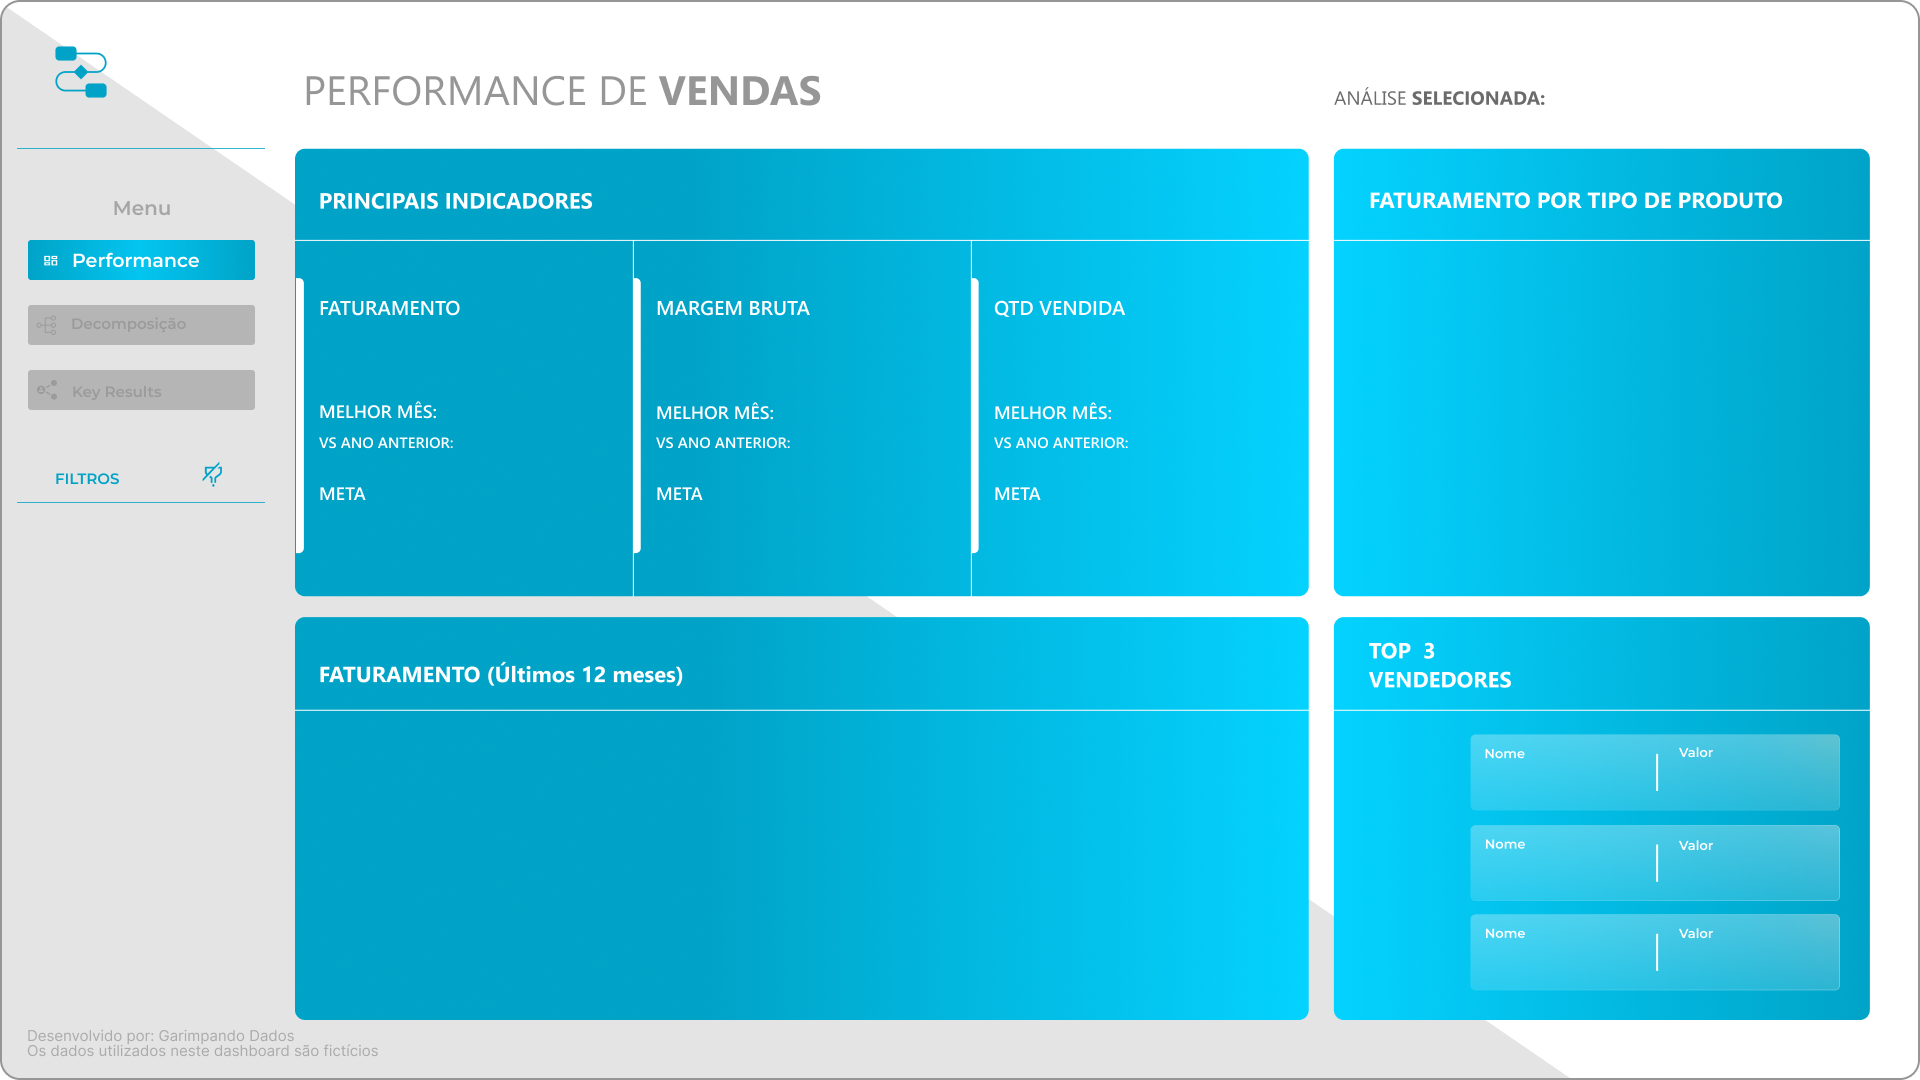 PERFORMANCE DE VENDAS
ANÁLISE SELECIONADA:
Menu
Performance
Decomposição
Key Results
FILTROS
PRINCIPAIS INDICADORES
FATURAMENTO
MELHOR MÊS:
VS ANO ANTERIOR:
META
MARGEM BRUTA
MELHOR MÊS:
VS ANO ANTERIOR:
META
QTD VENDIDA
MELHOR MÊS:
VS ANO ANTERIOR:
META
FATURAMENTO POR TIPO DE PRODUTO
FATURAMENTO (Últimos 12 meses)
TOP 3
VENDEDORES
Nome
Valor
Nome
Valor
Nome
Valor
Desenvolvido por: Garimpando Dados
Os dados utilizados neste dashboard são fictícios